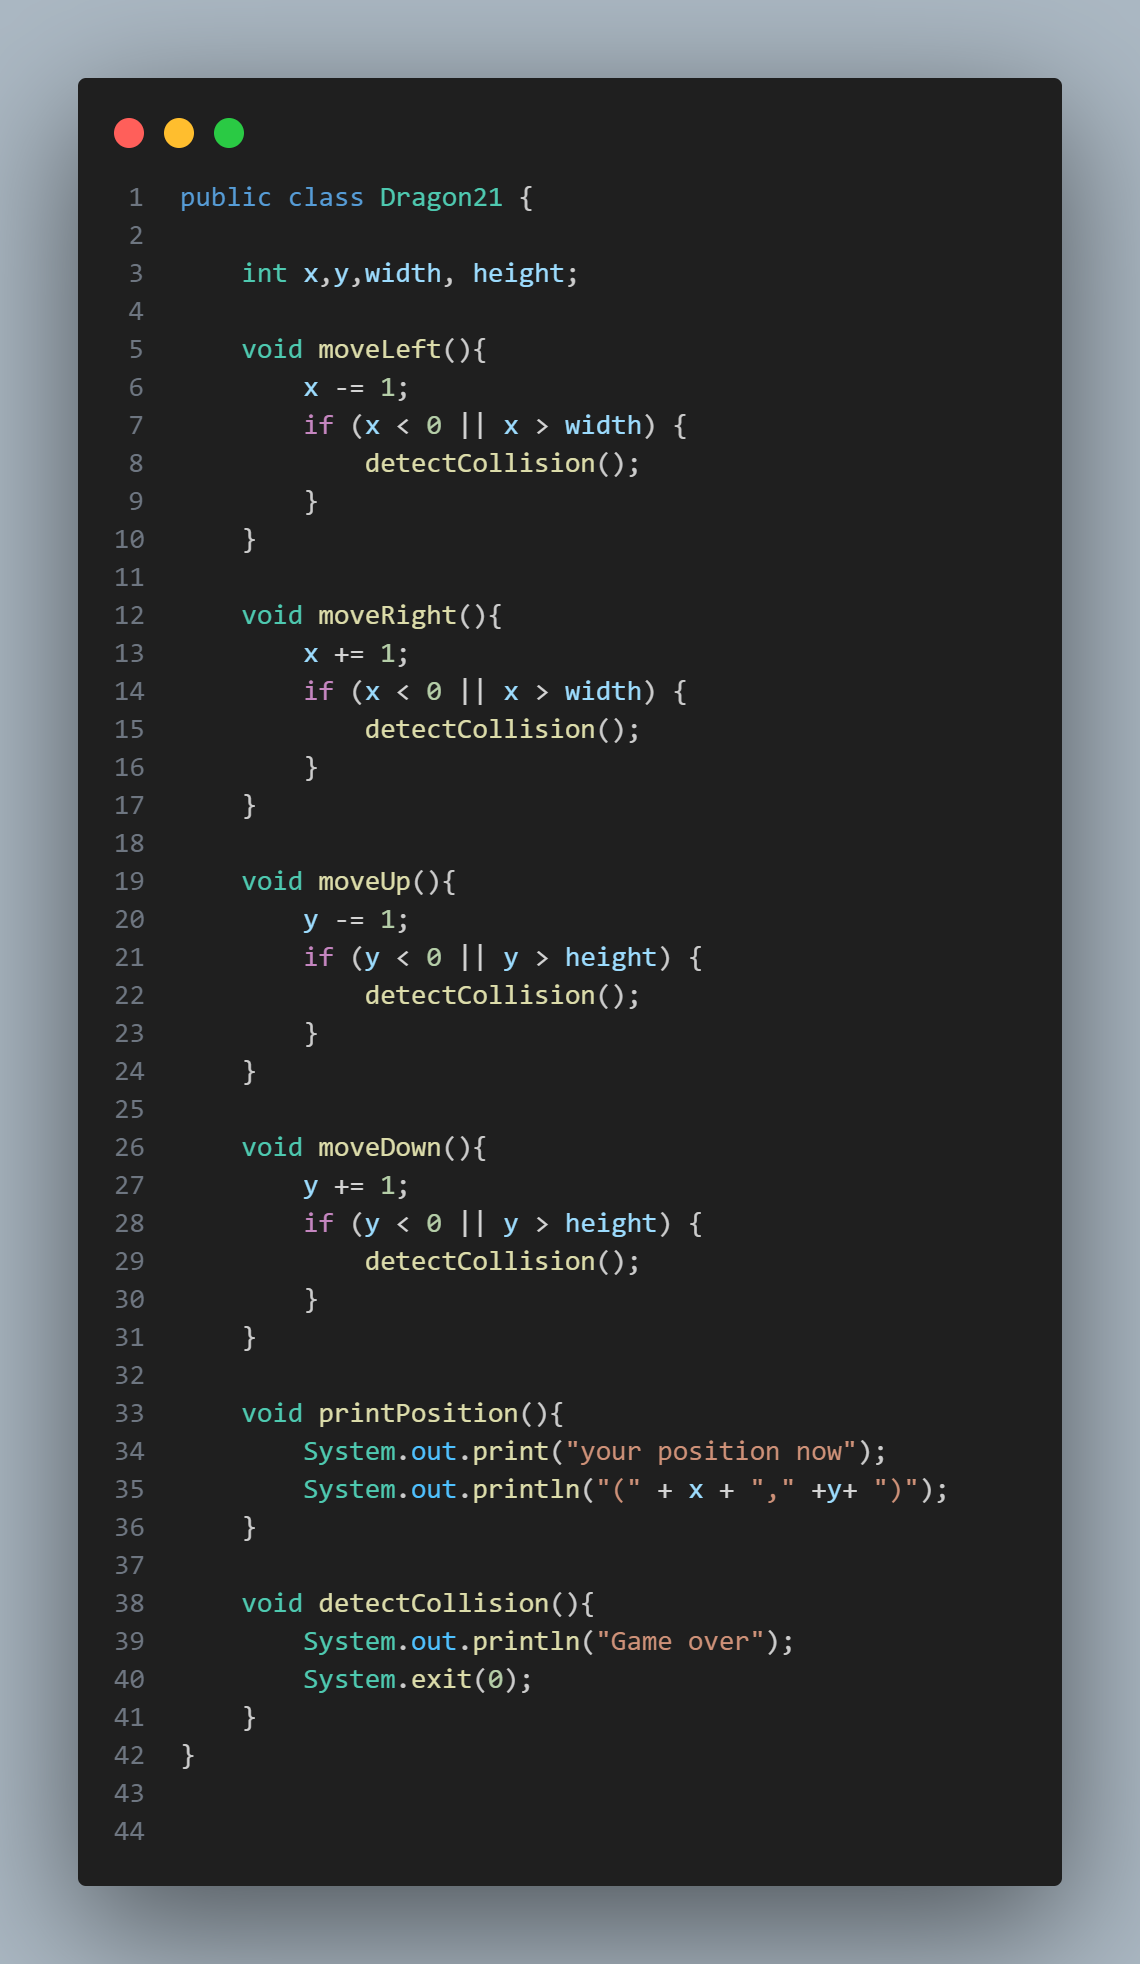 1 public class Dragon21 {
2
3     int x,y,width, height;
4
5     void moveLeft(){
6         x -= 1;
7         if (x < 0 || x > width) {
8             detectCollision();
9         }
10     }
11
12     void moveRight(){
13         x += 1;
14         if (x < 0 || x > width) {
15             detectCollision();
16         }
17     }
18
19     void moveUp(){
20         y -= 1;
21         if (y < 0 || y > height) {
22             detectCollision();
23         }
24     }
25
26     void moveDown(){
27         y += 1;
28         if (y < 0 || y > height) {
29             detectCollision();
30         }
31     }
32
33     void printPosition(){
34         System.out.print("your position now");
35         System.out.println("(" + x + "," +y+ ")");
36     }
37
38     void detectCollision(){
39         System.out.println("Game over");
40         System.exit(0);
41     }
42 }
43
44